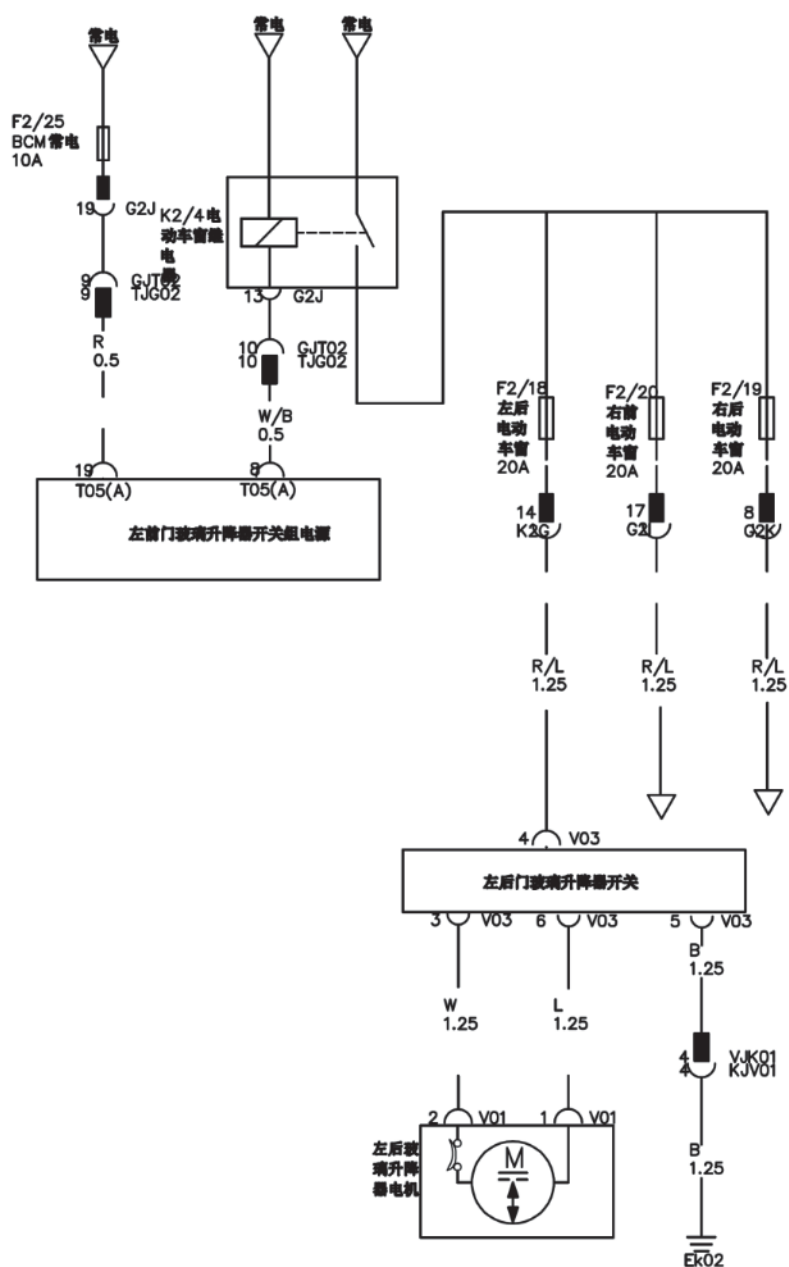 常电
常电
常电
F2/25
BCM常电
10A
19
G2J
K2/4电
动车窗继
电
器
9
GJT02
9
TJG02
13
G2J
R
0.5
10
GJT02
10
TJG02
W/B
0.5
19
T05(A)
8
T05(A)
左前门玻璃升降器开关组电源
F2/18
左后
电动
车窗
20A
F2/20
右前
电动
车窗
20A
F2/19
右后
电动
车窗
20A
14
17
8
G2K
R/L
1.25
R/L
1.25
R/L
1.25
4
V03
左后门玻璃升降器开关
3
V03
6
V03
5
V03
W
1.25
L
1.25
B
1.25
4
VJK01
4
KJV01
2
V01
1
V01
左后玻
璃升降
器电机
M
B
1.25
Ek02